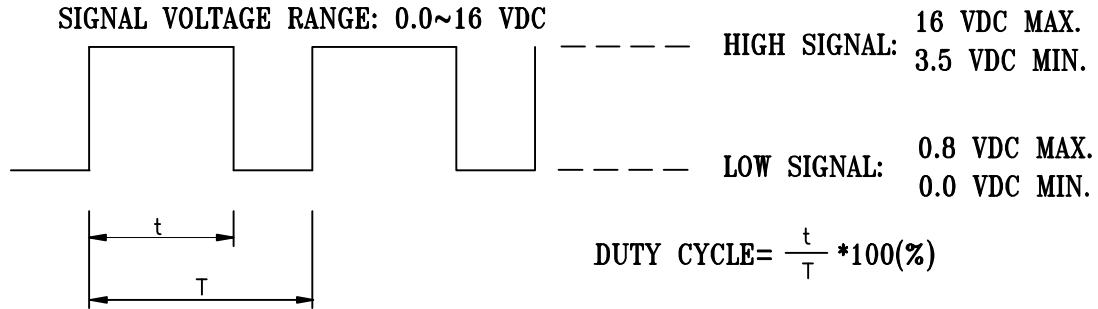 SIGNAL VOLTAGE RANGE: 0.0~16 VDC
HIGH SIGNAL: 16 VDC MAX.
3.5 VDC MIN.
LOW SIGNAL: 0.8 VDC MAX.
0.0 VDC MIN.
t
T
DUTY CYCLE= t/T *100(%)